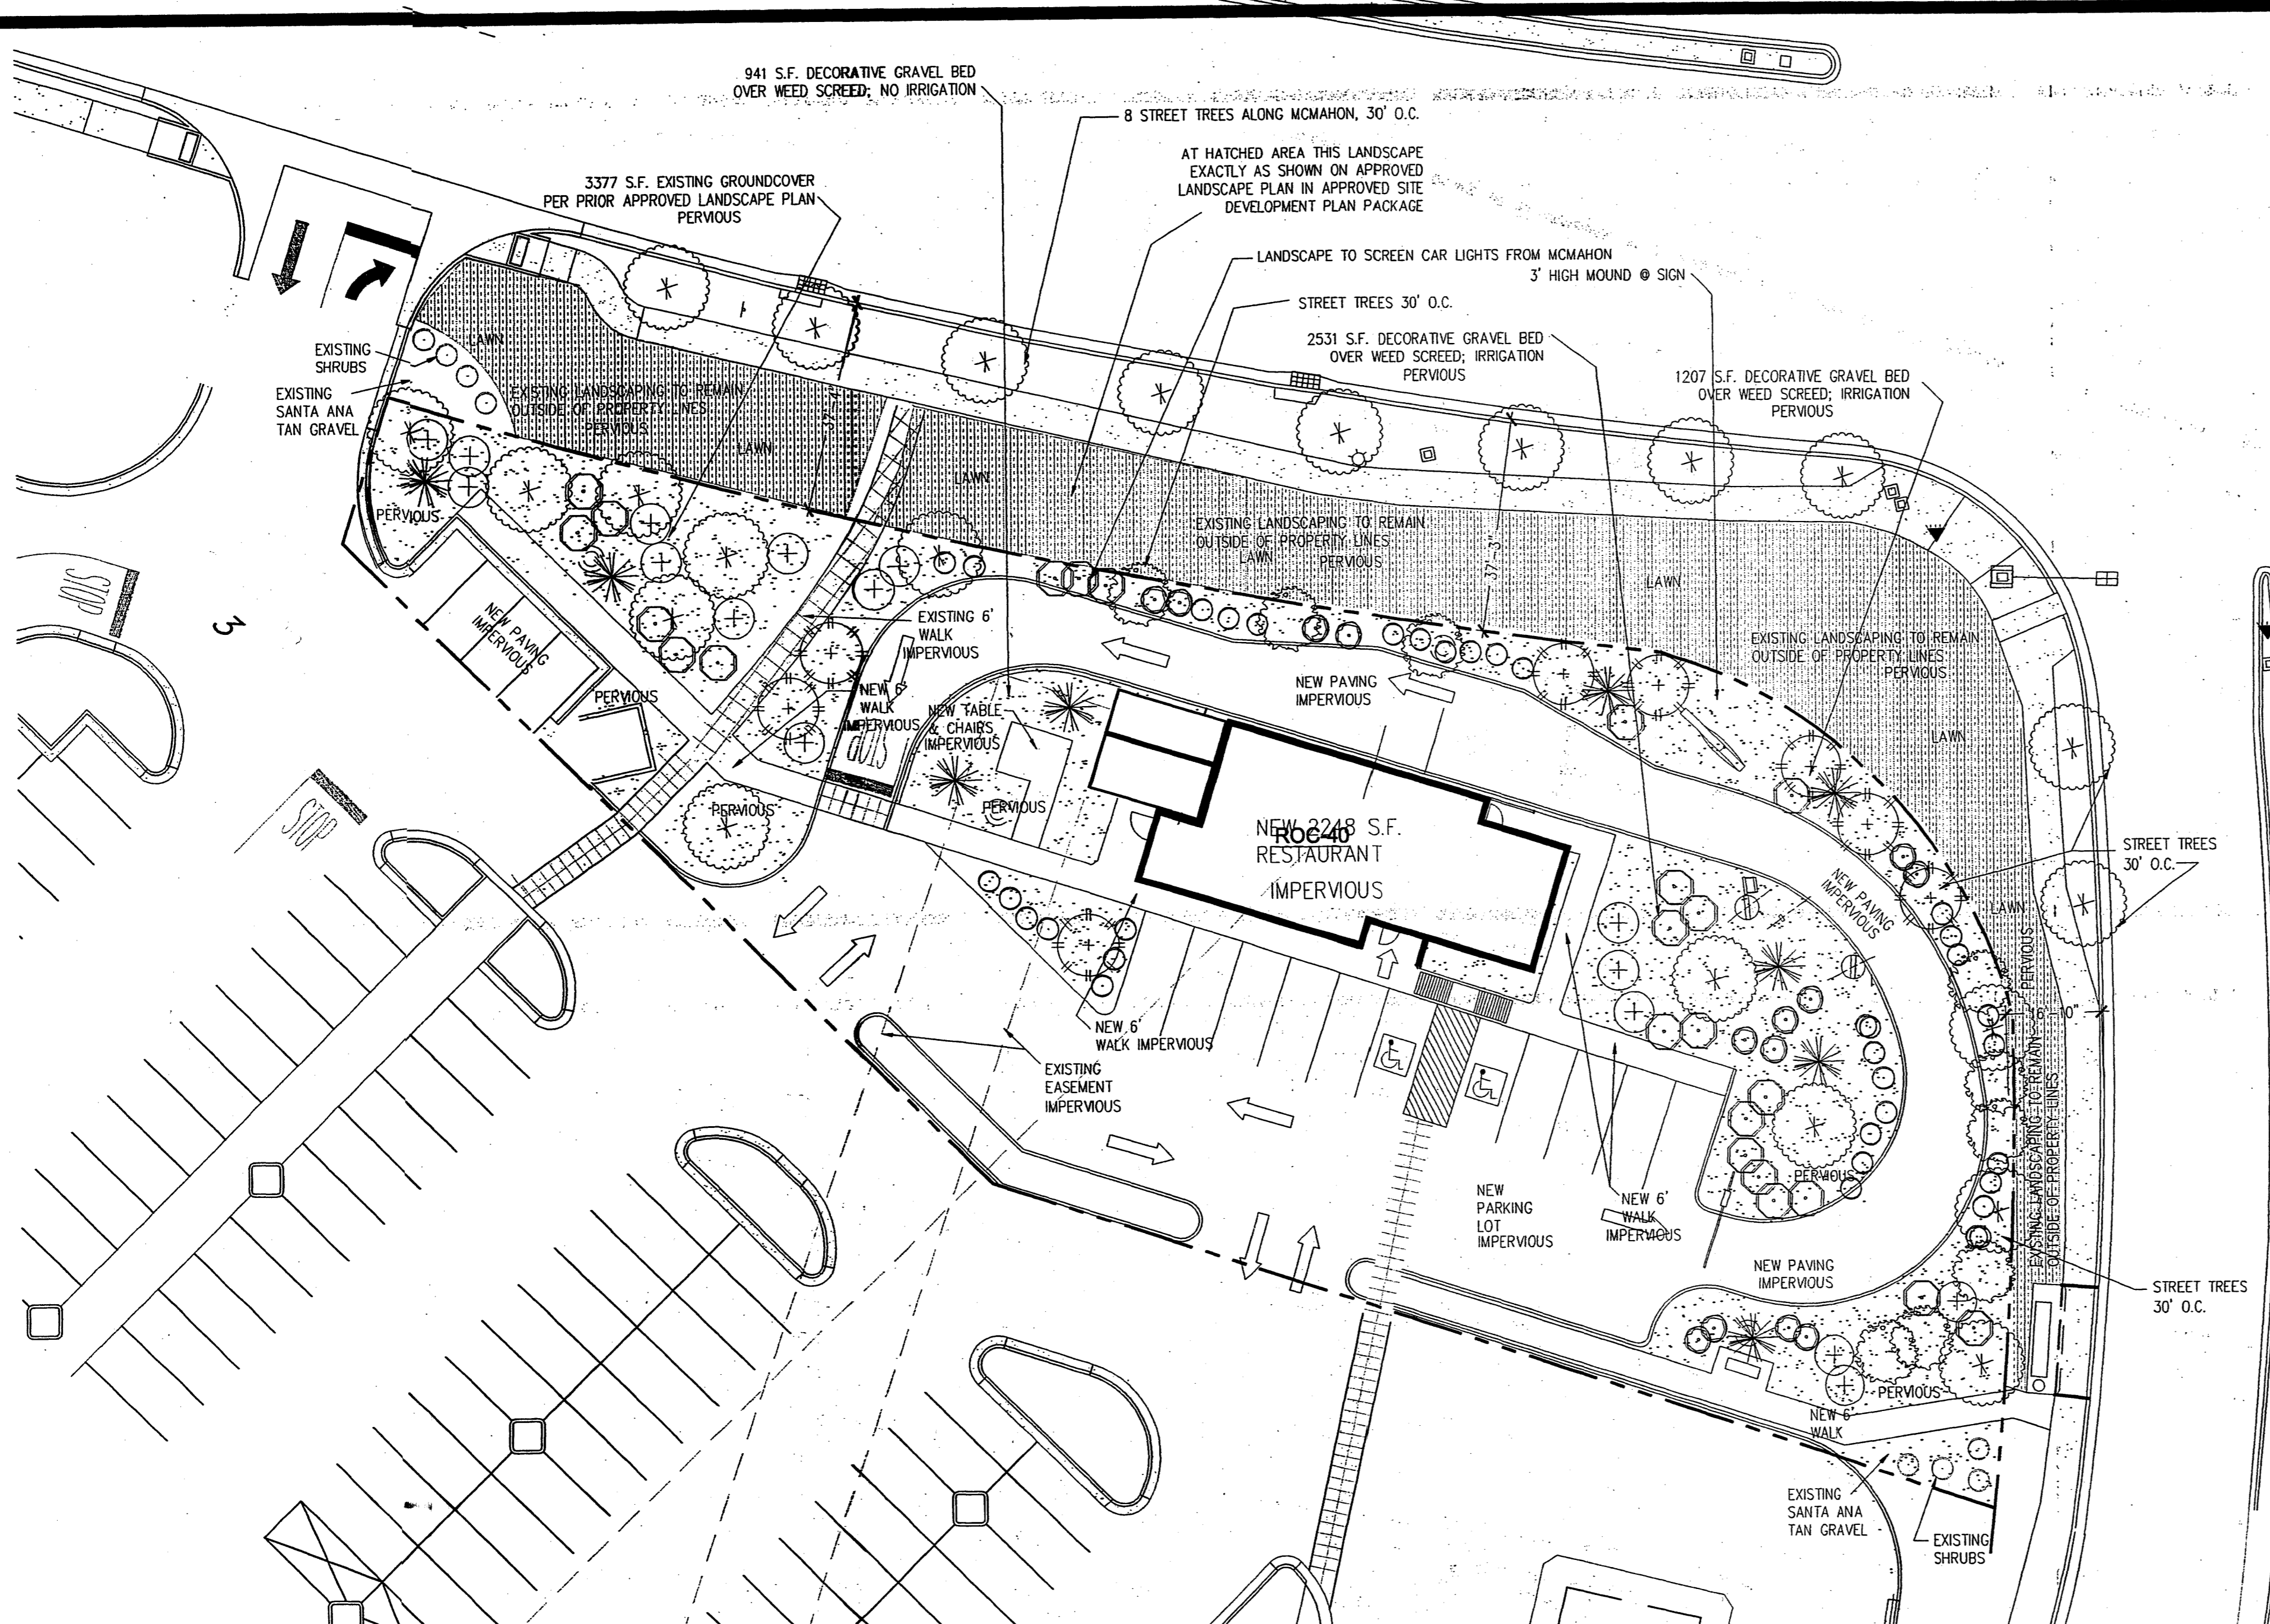 941 S.F. DECORATIVE GRAVEL BED
OVER WEED SCREED; NO IRRIGATION
8 STREET TREES ALONG MCMAHON, 30' O.C.
AT HATCHED AREA THIS LANDSCAPE
EXACTLY AS SHOWN ON APPROVED
LANDSCAPE PLAN IN APPROVED SITE
DEVELOPMENT PLAN PACKAGE
3377 S.F. EXISTING GROUNDCOVER
PER PRIOR APPROVED LANDSCAPE PLAN
PERVIOUS
LANDSCAPE TO SCREEN CAR LIGHTS FROM MCMAHON
3' HIGH MOUND @ SIGN
STREET TREES 30' O.C.
2531 S.F. DECORATIVE GRAVEL BED
OVER WEED SCREED; IRRIGATION
PERVIOUS
1207 S.F. DECORATIVE GRAVEL BED
OVER WEED SCREED; IRRIGATION
PERVIOUS
EXISTING
SHRUBS
EXISTING
SANTA ANA
TAN GRAVEL
LAWN
EXISTING LANDSCAPING TO REMAIN
OUTSIDE OF PROPERTY LINES
PERVIOUS
LAWN
37'-4"
LAWN
EXISTING LANDSCAPING TO REMAIN
OUTSIDE OF PROPERTY LINES
LAWN
PERVIOUS
37'-3"
LAWN
EXISTING LANDSCAPING TO REMAIN
OUTSIDE OF PROPERTY LINES
PERVIOUS
LAWN
PERVIOUS
STOP
3
NEW PAVING
IMPERVIOUS
PERVIOUS
EXISTING 6'
WALK
IMPERVIOUS
NEW 6'
WALK
IMPERVIOUS
NEW TABLE
& CHAIRS
IMPERVIOUS
STOP
NEW PAVING
IMPERVIOUS
PERVIOUS
PERVIOUS
STOP
NEW 2248 S.F.
ROC-40
RESTAURANT
IMPERVIOUS
NEW PAVING
IMPERVIOUS
STREET TREES
30' O.C.
LAWN
PERVIOUS
16'-10"
EXISTING LANDSCAPING TO REMAIN
OUTSIDE OF PROPERTY LINES
NEW 6'
WALK IMPERVIOUS
EXISTING
EASEMENT
IMPERVIOUS
NEW
PARKING
LOT
IMPERVIOUS
NEW 6'
WALK
IMPERVIOUS
PERVIOUS
NEW PAVING
IMPERVIOUS
STREET TREES
30' O.C.
PERVIOUS
NEW 6'
WALK
EXISTING
SANTA ANA
TAN GRAVEL
EXISTING
SHRUBS